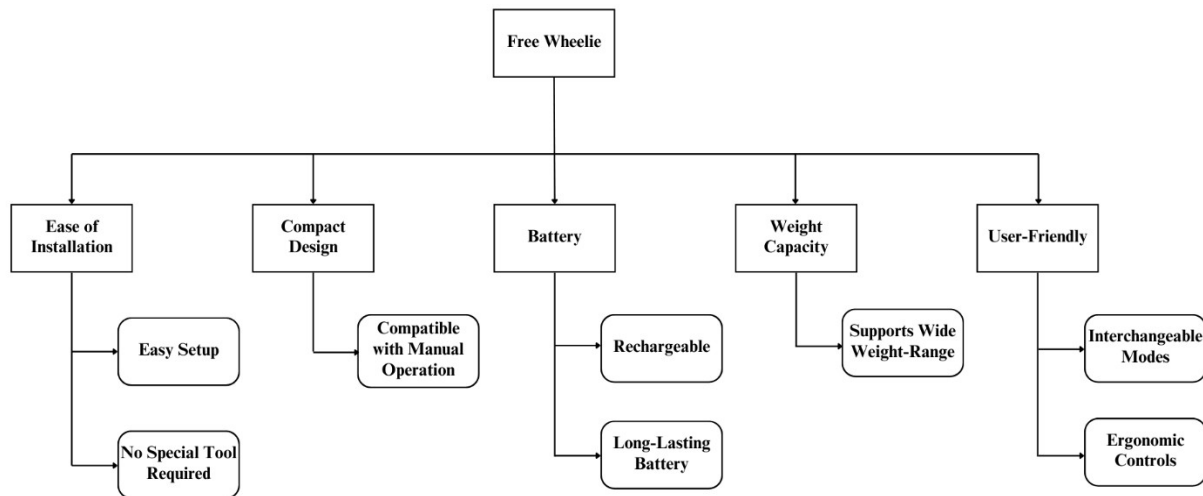 Free Wheelie
Ease of
Installation
Compact
Design
Battery
Weight
Capacity
User-Friendly
Easy Setup
Compatible
with Manual
Operation
Rechargeable
Supports Wide
Weight-Range
Interchangeable
Modes
No Special Tool
Required
Long-Lasting
Battery
Ergonomic
Controls